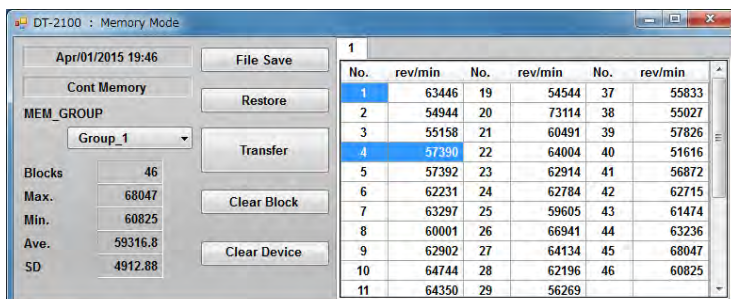 DT-2100 : Memory Mode
Apr/01/2015 19:46
Cont Memory
MEM_GROUP
Group_1
Blocks 46
Max. 68047
Min. 60825
Ave. 59316.8
SD 4912.88
File Save
Restore
Transfer
Clear Block
Clear Device
1
No. rev/min No. rev/min No. rev/min
1 63446 19 54544 37 55833
2 54944 20 73114 38 55027
3 55158 21 60491 39 57826
4 57390 22 64004 40 51616
5 57392 23 62914 41 56872
6 62231 24 62784 42 62715
7 63297 25 59605 43 61474
8 60001 26 66941 44 63236
9 62902 27 64134 45 68047
10 64744 28 62196 46 60825
11 64350 29 56269